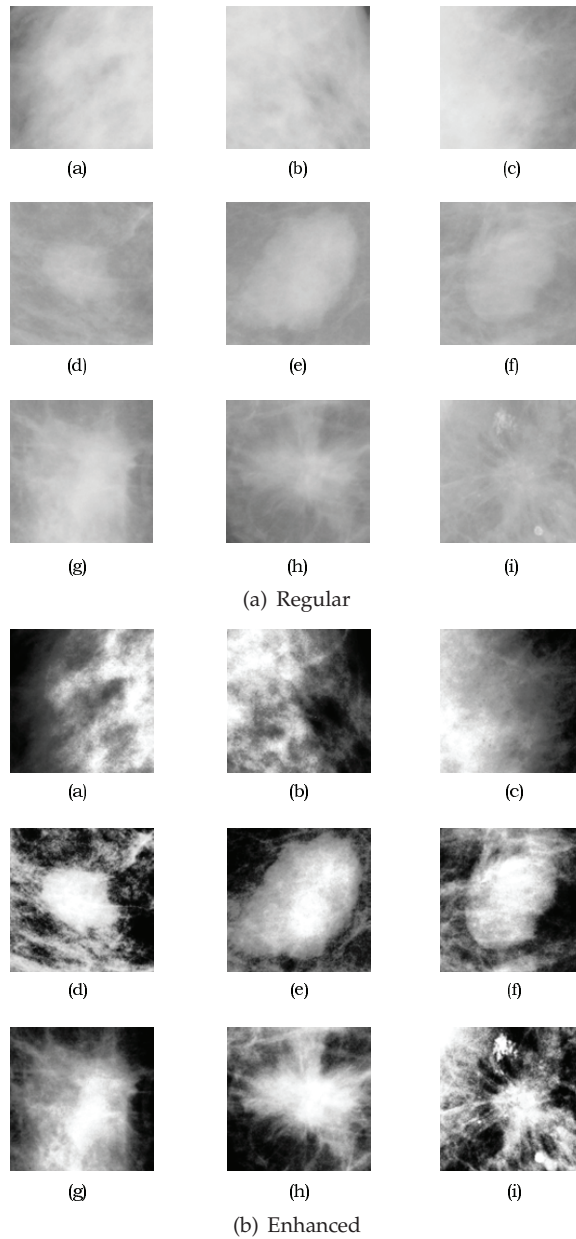 (a) (b) (c)
(d) (e) (f)
(g) (h) (i)
(a) Regular
(a) (b) (c)
(d) (e) (f)
(g) (h) (i)
(b) Enhanced